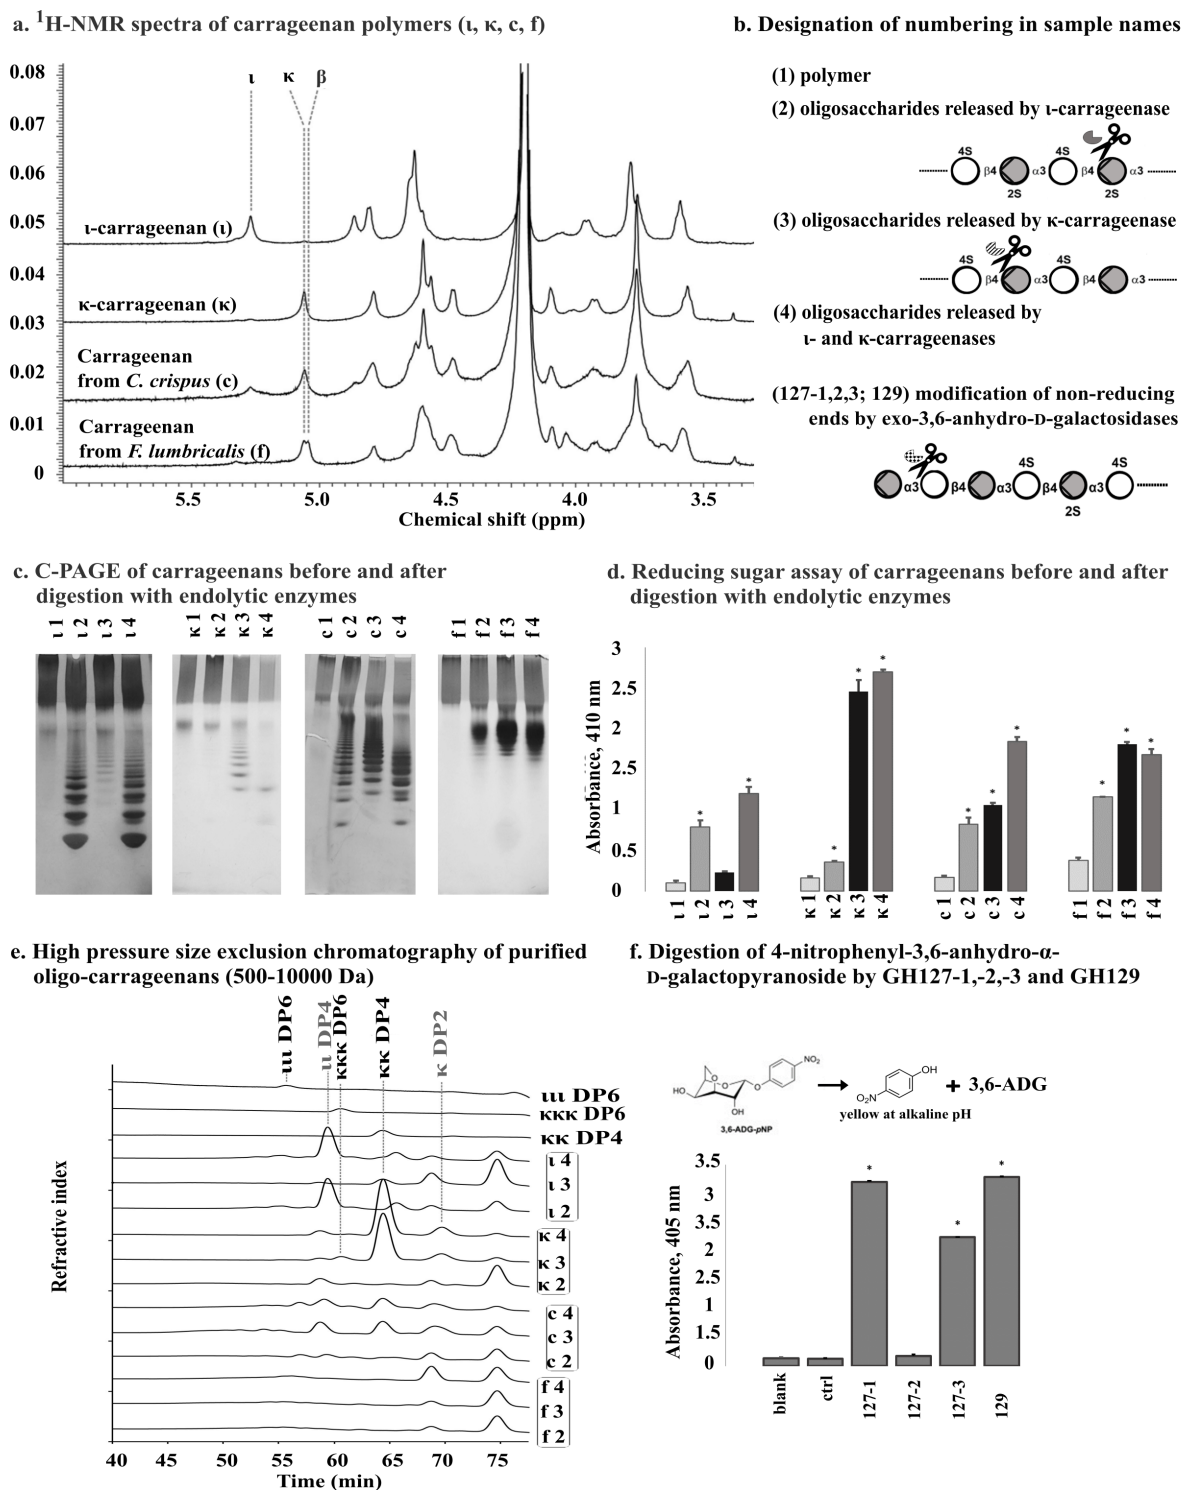 a. ¹H-NMR spectra of carrageenan polymers (ι, κ, c, f)
0.08
0.07
0.06
0.05
0.04
0.03
0.02
0.01
0
ι κ β
ι-carrageenan (ι)
κ-carrageenan (κ)
Carrageenan
from C. crispus (c)
Carrageenan
from F. lumbricalis (f)
5.5 5.0 4.5 4.0 3.5
Chemical shift (ppm)
b. Designation of numbering in sample names
(1) polymer
(2) oligosaccharides released by ι-carrageenase
4S 4S
β4 α3 β4 α3
2S 2S
(3) oligosaccharides released by κ-carrageenase
4S 4S
β4 α3 β4 α3
(4) oligosaccharides released by
ι- and κ-carrageenases
(127-1,2,3; 129) modification of non-reducing
ends by exo-3,6-anhydro-D-galactosidases
4S 4S
α3 β4 α3 β4 α3
2S
c. C-PAGE of carrageenans before and after
digestion with endolytic enzymes
ι 1 ι 2 ι 3 ι 4
κ 1 κ 2 κ 3 κ 4
c 1 c 2 c 3 c 4
f 1 f 2 f 3 f 4
d. Reducing sugar assay of carrageenans before and after
digestion with endolytic enzymes
Absorbance, 410 nm
3
2.5
2
2.5
1
0.5
0
* * * * * * * * * * *
ι 1 ι 2 ι 3 ι 4 κ 1 κ 2 κ 3 κ 4 c 1 c 2 c 3 c 4 f 1 f 2 f 3 f 4
e. High pressure size exclusion chromatography of purified
oligo-carrageenans (500-10000 Da)
ιιι DP6
ιι DP4
κκκ DP6
κκ DP4
κ DP2
Refractive index
ιιι DP6
κκκ DP6
κκ DP4
ι 4
ι 3
ι 2
κ 4
κ 3
κ 2
c 4
c 3
c 2
f 4
f 3
f 2
40 45 50 55 60 65 70 75
Time (min)
f. Digestion of 4-nitrophenyl-3,6-anhydro-α-
D-galactopyranoside by GH127-1,-2,-3 and GH129
NO₂
O
O
O
HO
OH
3,6-ADG-pNP
OH
O₂N
yellow at alkaline pH
+ 3,6-ADG
Absorbance, 405 nm
3.5
3
2.5
2
2.5
1
1.5
0
* * *
blank ctrl 127-1 127-2 127-3 129